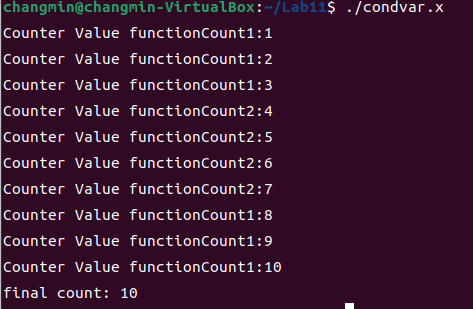 changmin@changmin-VirtualBox:~/Lab11$ ./condvar.x
Counter Value functionCount1:1
Counter Value functionCount1:2
Counter Value functionCount1:3
Counter Value functionCount2:4
Counter Value functionCount2:5
Counter Value functionCount2:6
Counter Value functionCount2:7
Counter Value functionCount1:8
Counter Value functionCount1:9
Counter Value functionCount1:10
final count: 10